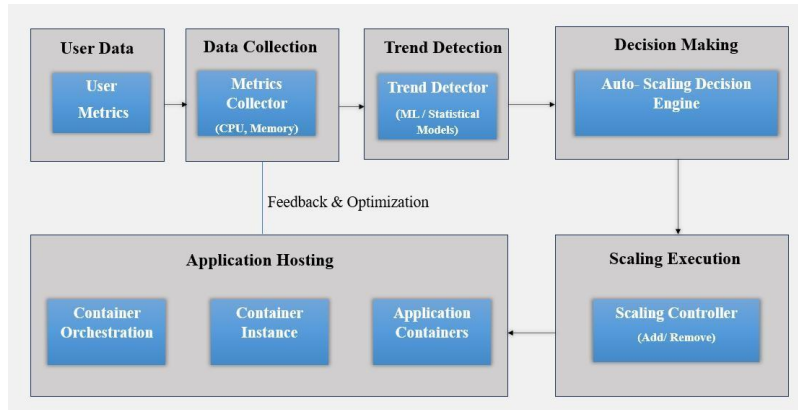 User Data
User
Metrics
Data Collection
Metrics
Collector
(CPU, Memory)
Trend Detection
Trend Detector
(ML / Statistical
Models)
Decision Making
Auto- Scaling Decision
Engine
Feedback & Optimization
Application Hosting
Container
Orchestration
Container
Instance
Application
Containers
Scaling Execution
Scaling Controller
(Add/ Remove)